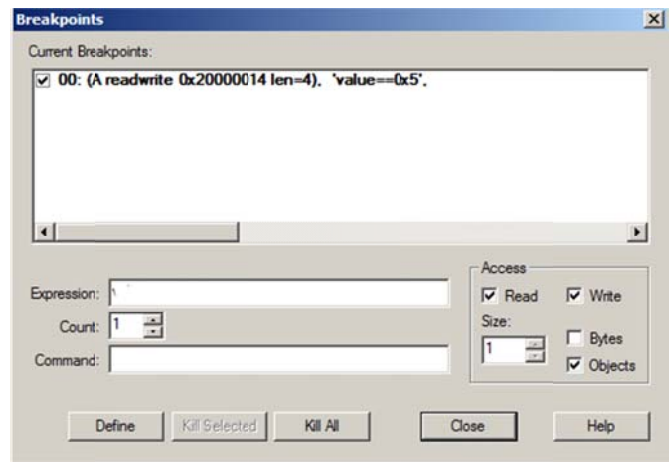 Breakpoints
Current Breakpoints:
00: (A readwrite 0x20000014 len=4), 'value==0x5',
Access
Expression:
Read Write
Count: 1
Size:
1
Bytes
Command:
Objects
Define Kill Selected Kill All Close Help